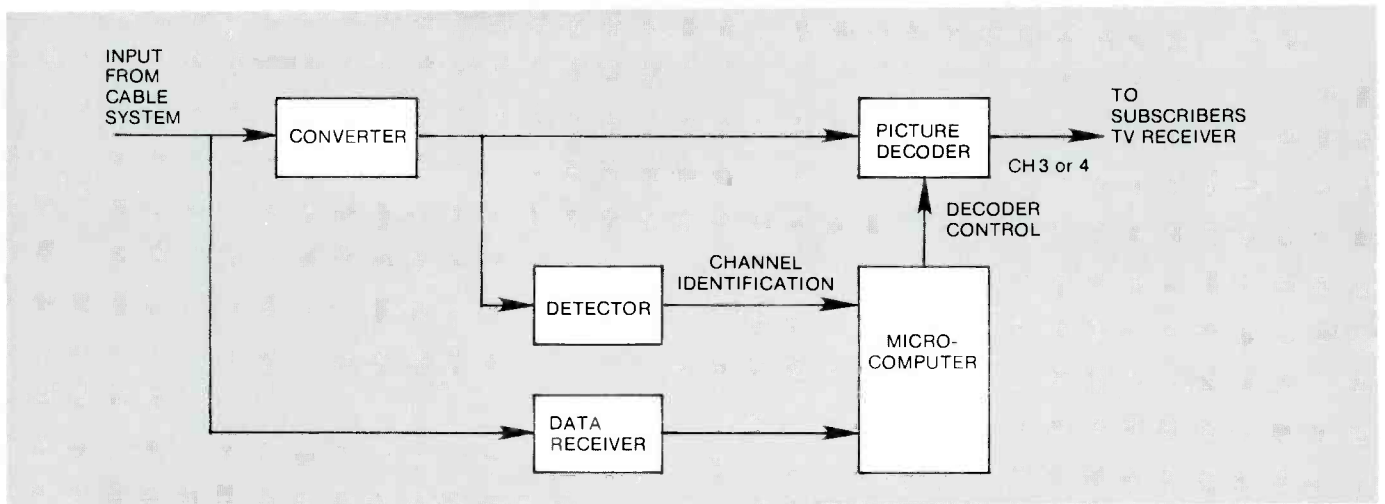 INPUT
FROM
CABLE
SYSTEM
CONVERTER
PICTURE
DECODER
TO
SUBSCRIBERS
TV RECEIVER
CH 3 or 4
DECODER
CONTROL
CHANNEL
IDENTIFICATION
DETECTOR
MICRO-
COMPUTER
DATA
RECEIVER